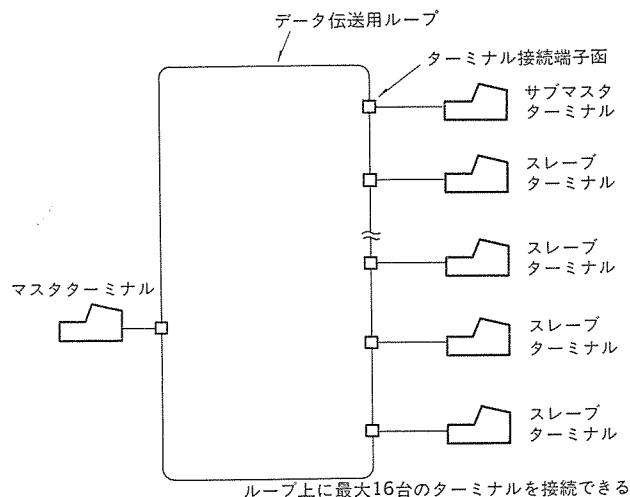 データ伝送用ループ
ターミナル接続端子函
サブマスタ
ターミナル
スレーブ
ターミナル
スレーブ
ターミナル
マスタターミナル
スレーブ
ターミナル
スレーブ
ターミナル
ループ上に最大16台のターミナルを接続できる